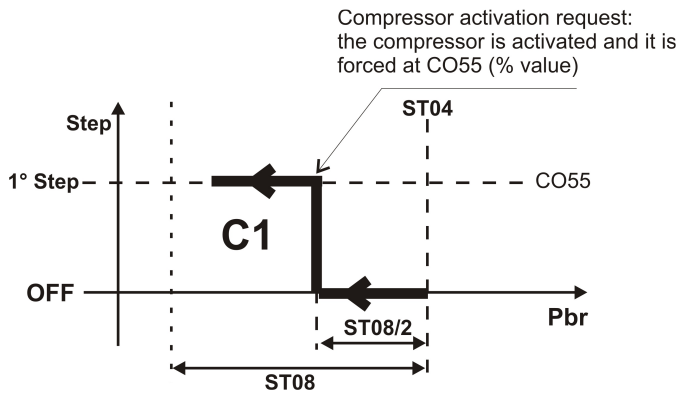 Compressor activation request:
the compressor is activated and it is
forced at CO55 (% value)
ST04
Step
1° Step
CO55
C1
OFF
Pbr
ST08/2
ST08